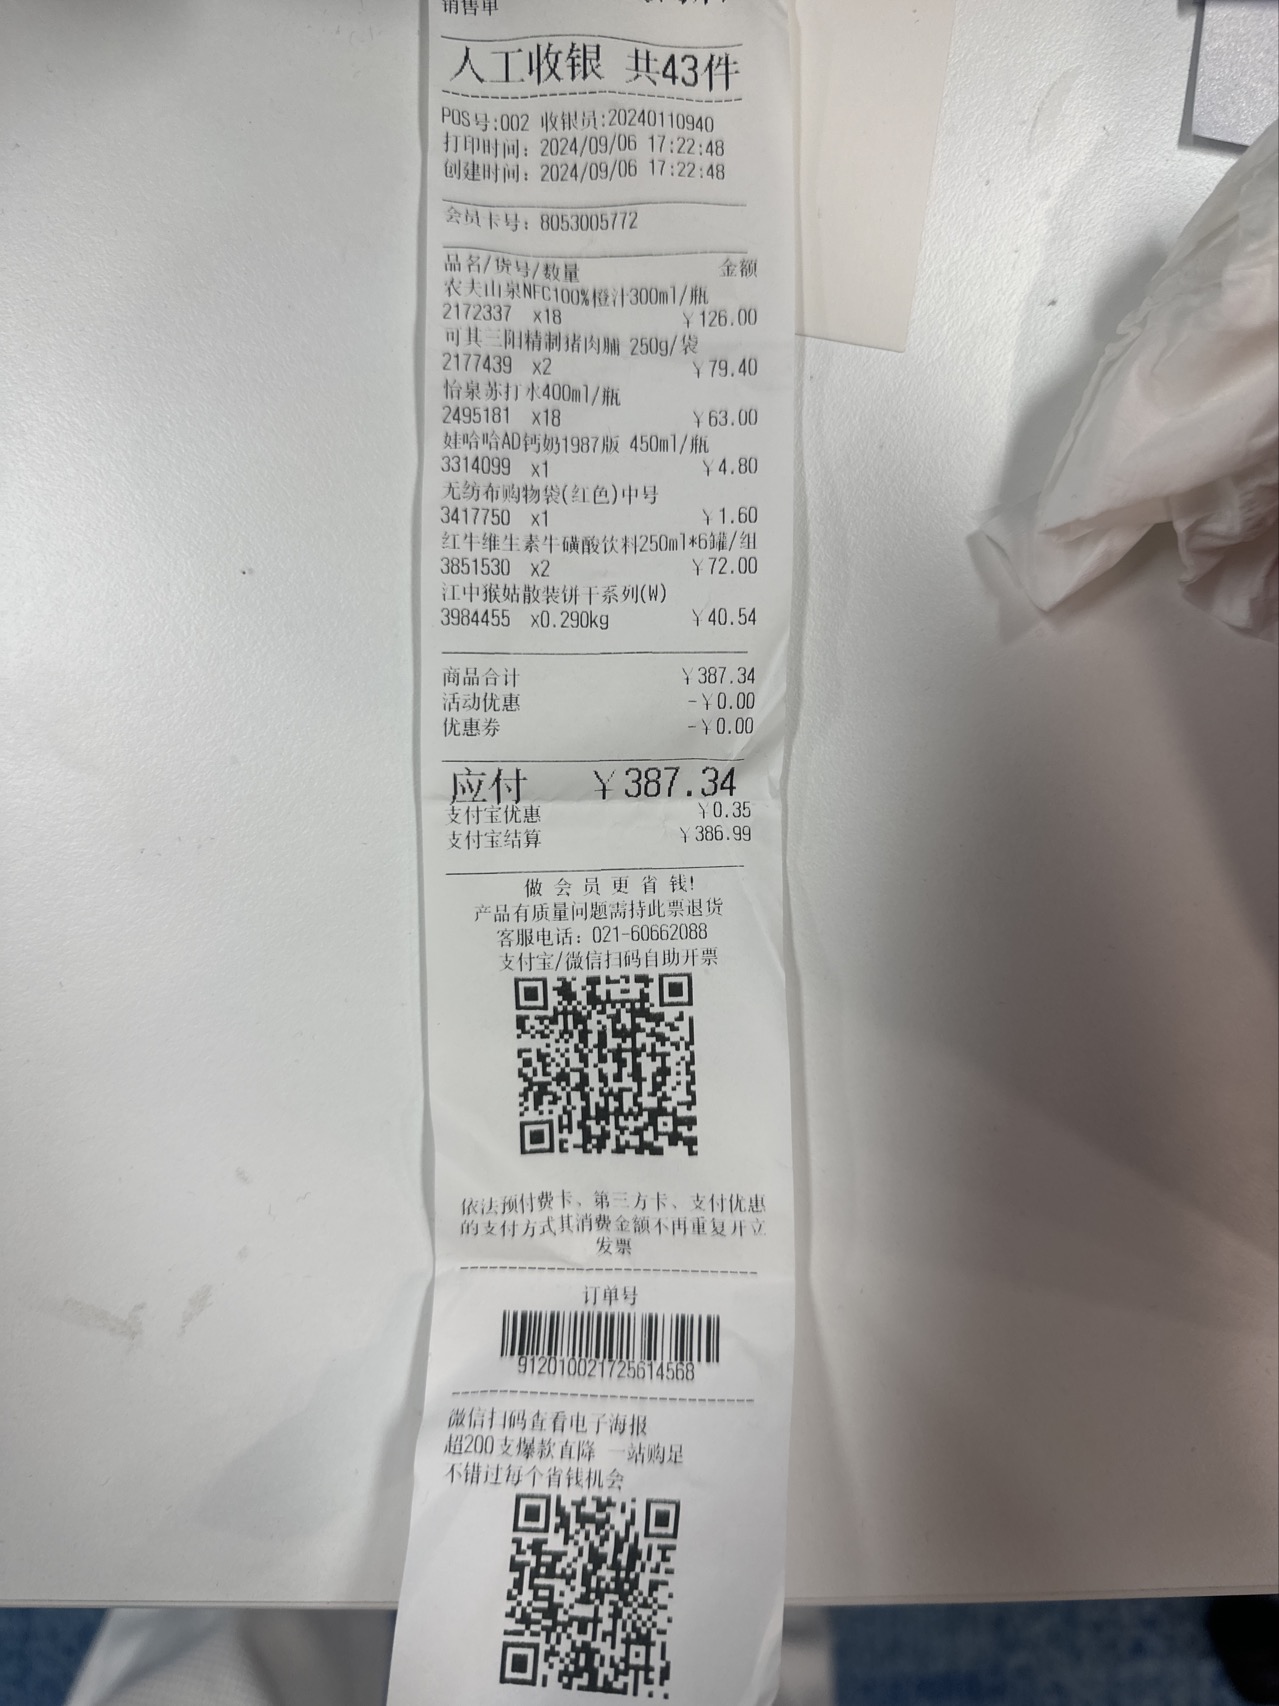 销售单
人工收银 共43件
POS号:002 收银员:20240110940
打印时间: 2024/09/06 17:22:48
创建时间: 2024/09/06 17:22:48
会员卡号: 8053005772
品名/货号/数量 金额
农夫山泉NFC100%橙汁300ml/瓶
2172337 x18 ¥126.00
可其三阳精制猪肉脯 250g/袋
2177439 x2 ¥79.40
怡泉苏打水400ml/瓶
2495181 x18 ¥63.00
娃哈哈AD钙奶1987版 450ml/瓶
3314099 x1 ¥4.80
无纺布购物袋(红色)中号
3417750 x1 ¥1.60
红牛维生素牛磺酸饮料250ml*6罐/组
3851530 x2 ¥72.00
江中猴姑散装饼干系列(W)
3984455 x0.290kg ¥40.54
商品合计 ¥387.34
活动优惠 -¥0.00
优惠券 -¥0.00
应付 ¥387.34
支付宝优惠 ¥0.35
支付宝结算 ¥386.99
做会员更省钱!
产品有质量问题需持此票退货
客服电话: 021-60662088
支付宝/微信扫码自助开票
依法预付费卡、第三方卡、支付优惠
的支付方式其消费金额不再重复开立
发票
订单号
912010021725614568
微信扫码查看电子海报
超200支爆款直降 一站购足
不错过每个省钱机会